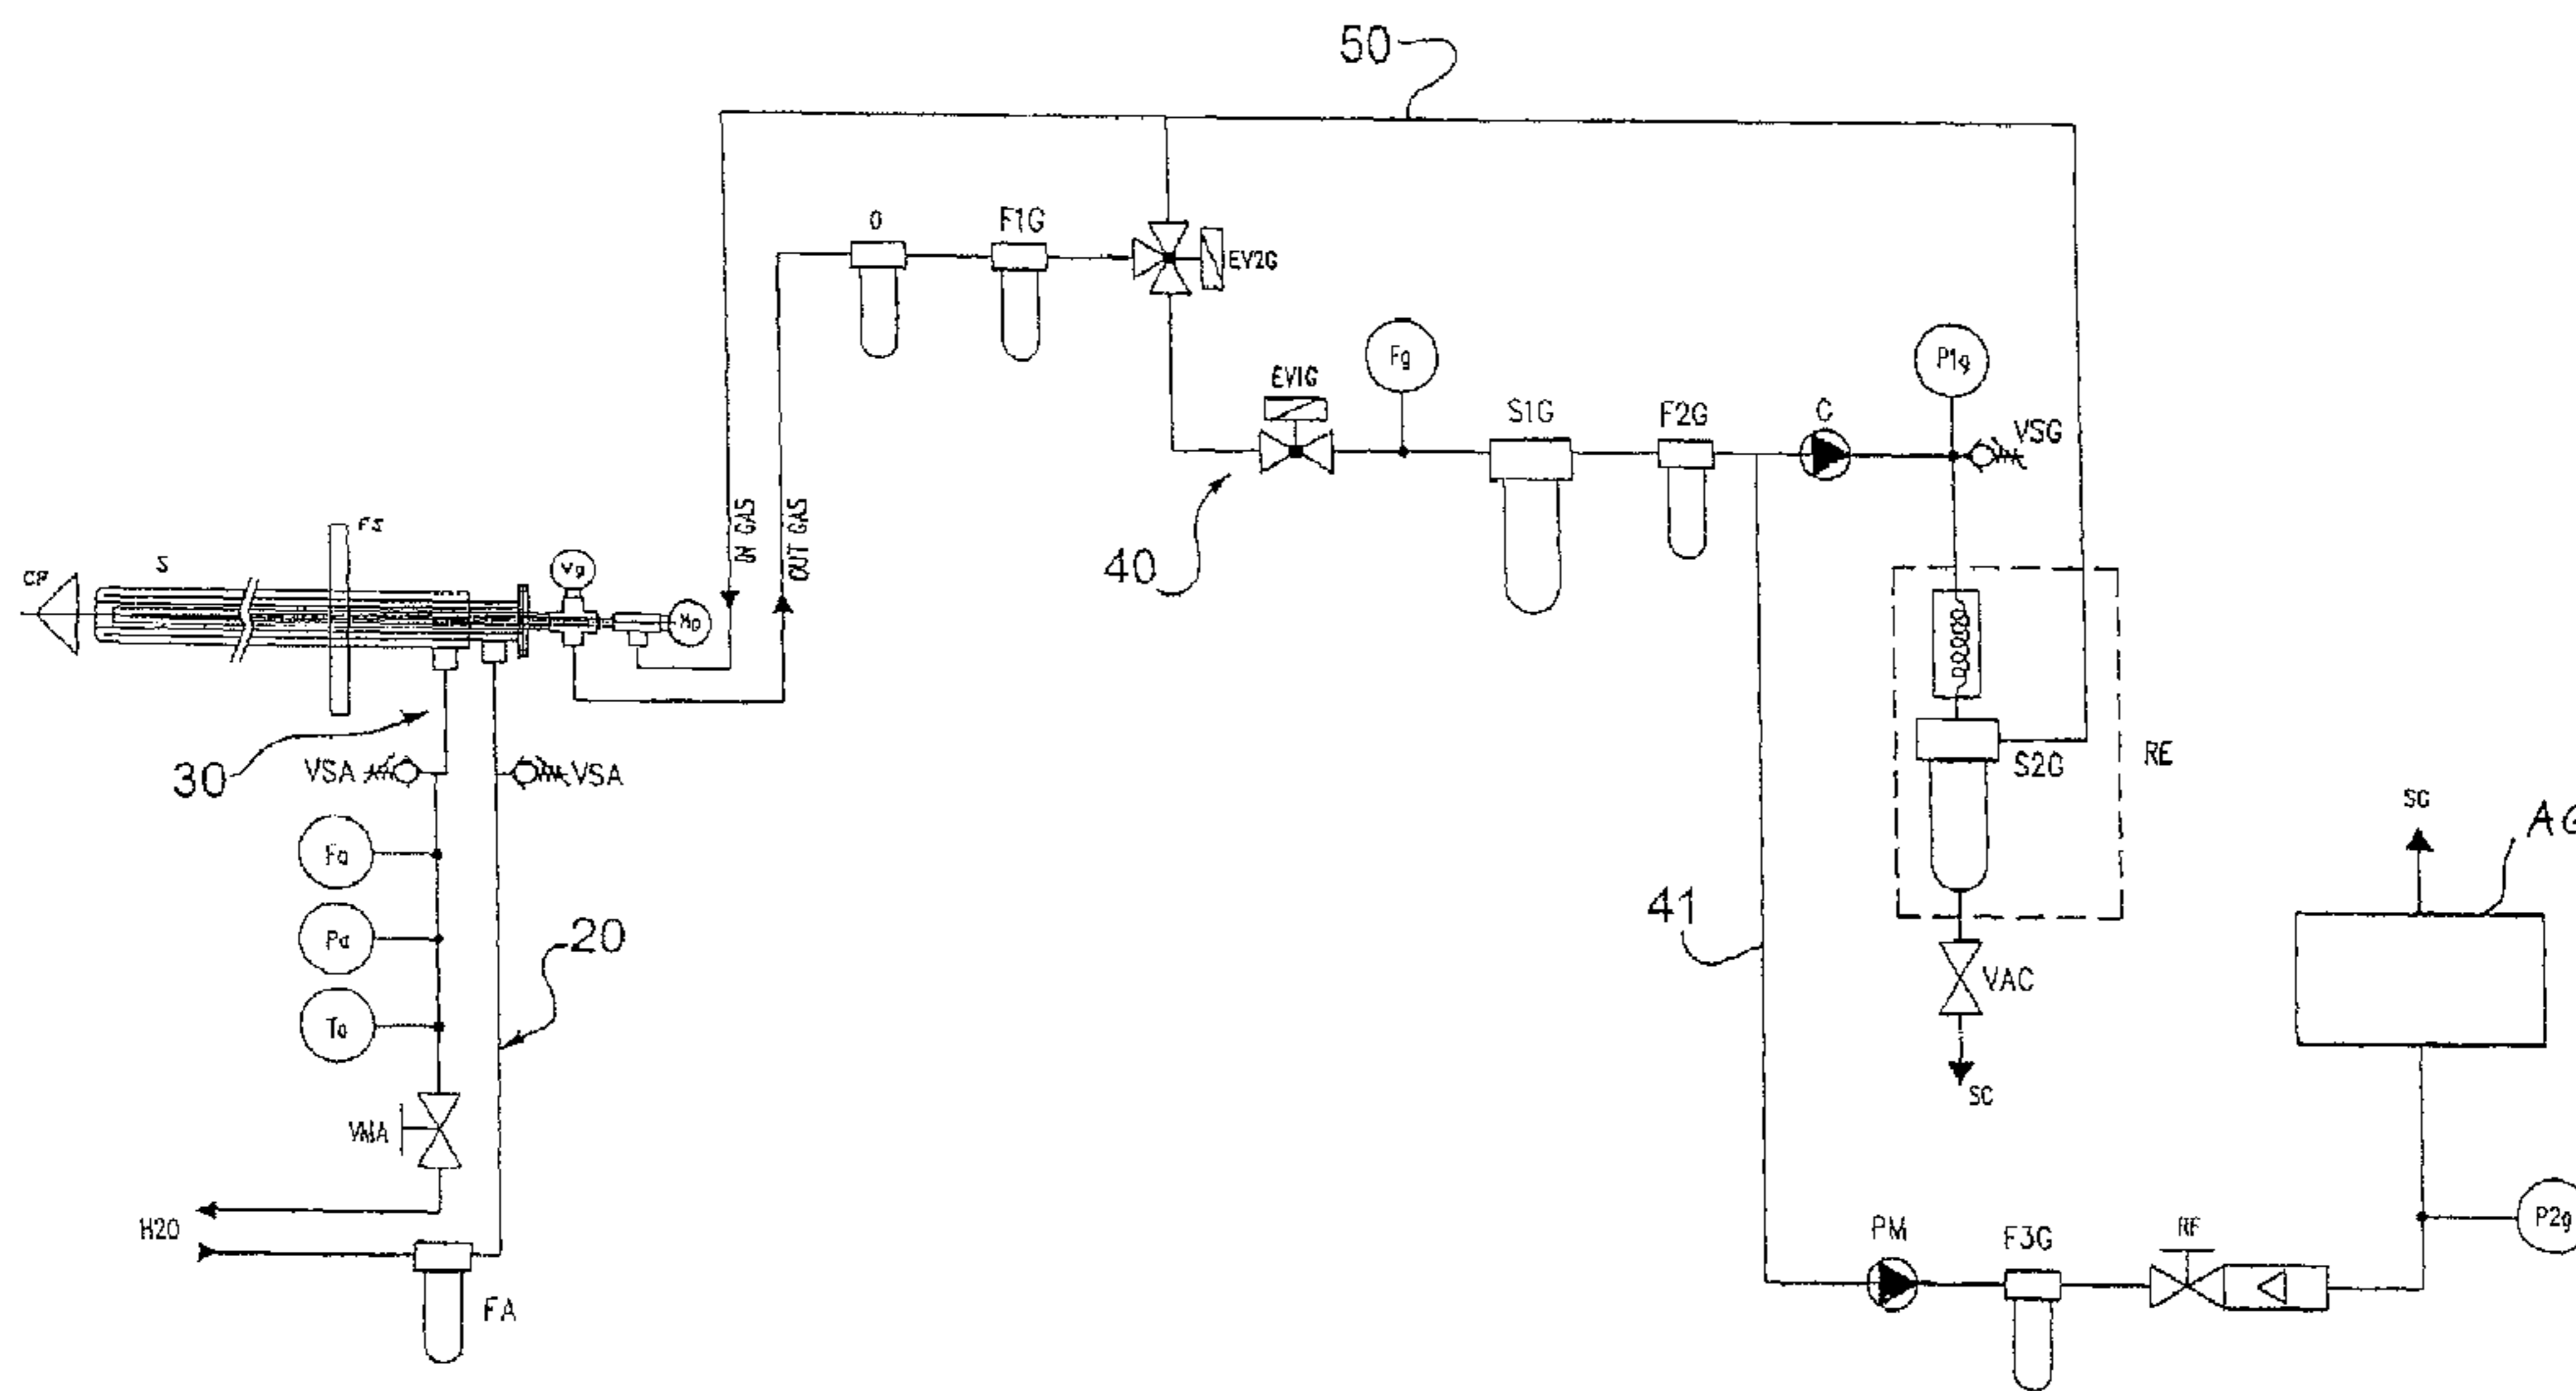 50
O
F1G
EV2G
Fg
P1g
EV1G
S1G
F2G
C
VSG
IN GAS
OUT GAS
40
FS
S
CP
Vg
Mp
30
VSA
VSA
S2G
RE
SG
AG
Fa
Pa
Ta
20
41
VAC
SC
VMA
H2O
FA
PM
F3G
RF
P2g